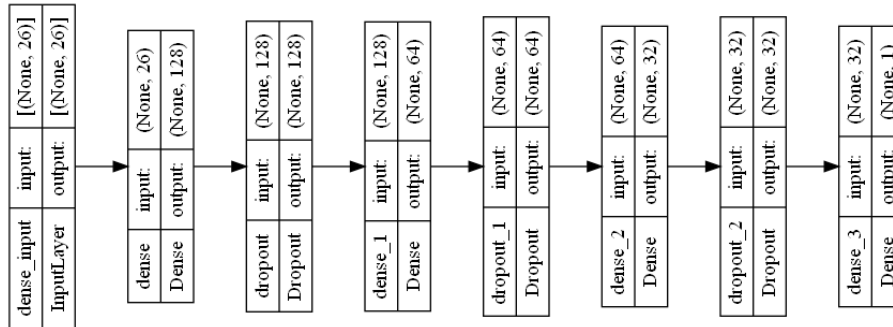 dense_input input: [(None, 26)]
InputLayer output: [(None, 26)]
dense input: (None, 26)
Dense output: (None, 128)
dropout input: (None, 128)
Dropout output: (None, 128)
dense_1 input: (None, 128)
Dense output: (None, 64)
dropout_1 input: (None, 64)
Dropout output: (None, 64)
dense_2 input: (None, 64)
Dense output: (None, 32)
dropout_2 input: (None, 32)
Dropout output: (None, 32)
dense_3 input: (None, 32)
Dense output: (None, 1)